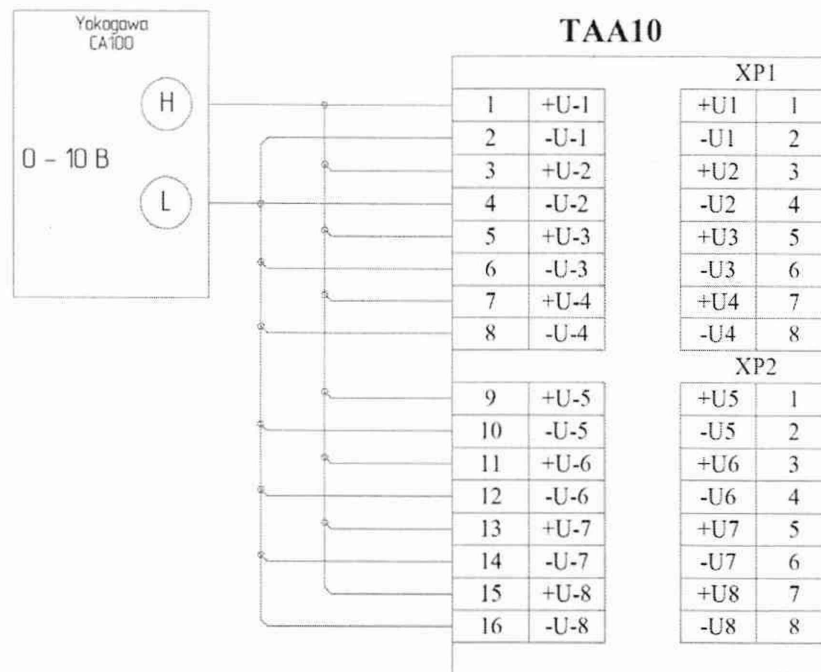 Yokogawa
CA100
TAA10
H
0 – 10 В
L
XP1
1 +U-1 +U1 1
2 -U-1 -U1 2
3 +U-2 +U2 3
4 -U-2 -U2 4
5 +U-3 +U3 5
6 -U-3 -U3 6
7 +U-4 +U4 7
8 -U-4 -U4 8
XP2
9 +U-5 +U5 1
10 -U-5 -U5 2
11 +U-6 +U6 3
12 -U-6 -U6 4
13 +U-7 +U7 5
14 -U-7 -U7 6
15 +U-8 +U8 7
16 -U-8 -U8 8